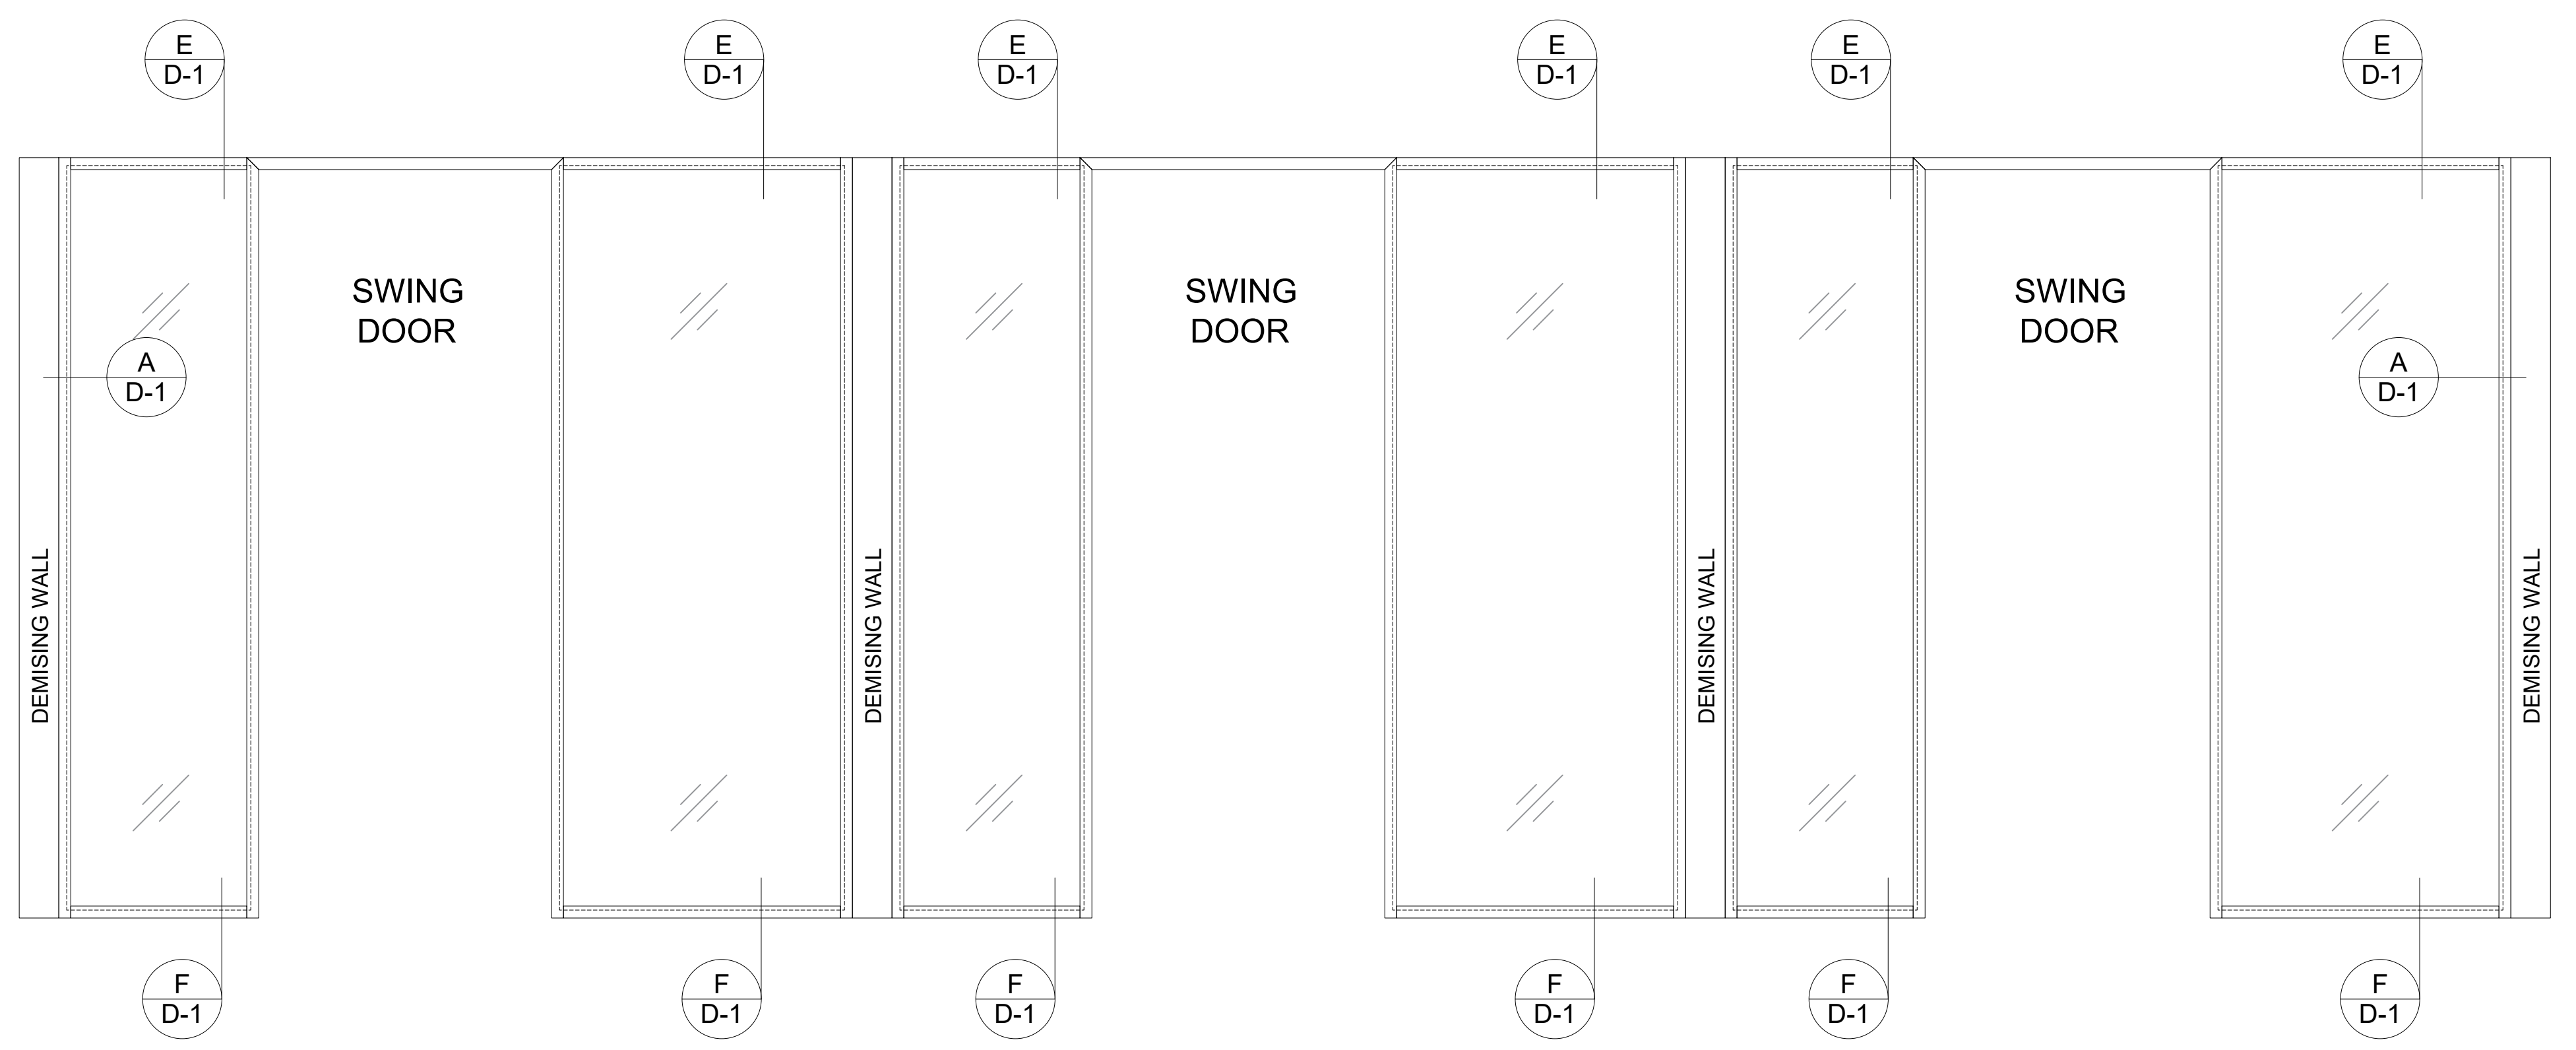 E
D-1
E
D-1
E
D-1
E
D-1
E
D-1
E
D-1
SWING
DOOR
SWING
DOOR
SWING
DOOR
A
D-1
A
D-1
DEMISING WALL
DEMISING WALL
DEMISING WALL
DEMISING WALL
F
D-1
F
D-1
F
D-1
F
D-1
F
D-1
F
D-1